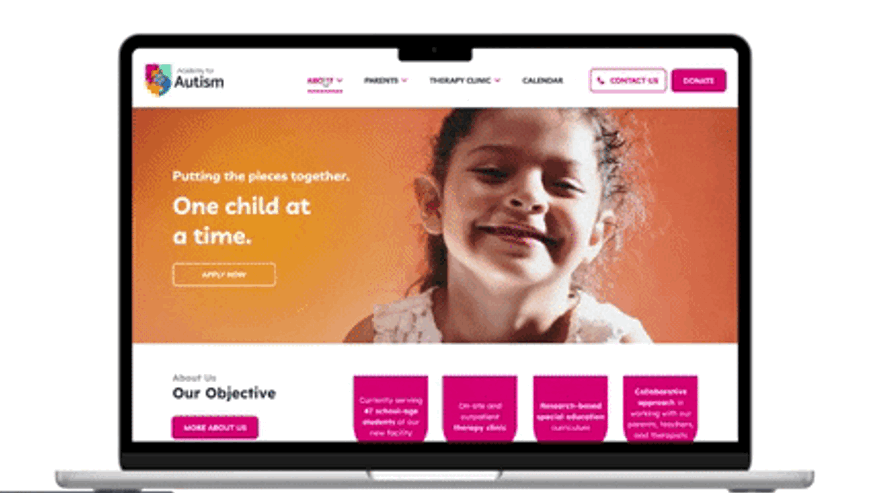 Academy for
Autism
ABOUT
PARENTS
THERAPY CLINIC
CALENDAR
CONTACT US
DONATE
Putting the pieces together.
One child at
a time.
APPLY NOW
About Us
Our Objective
MORE ABOUT US
Currently serving
47 school-age
students at our
new facility
On-site and
outpatient
therapy clinic
Research-based
special education
curriculum
Collaborative
approach in
working with our
parents, teachers,
and therapists